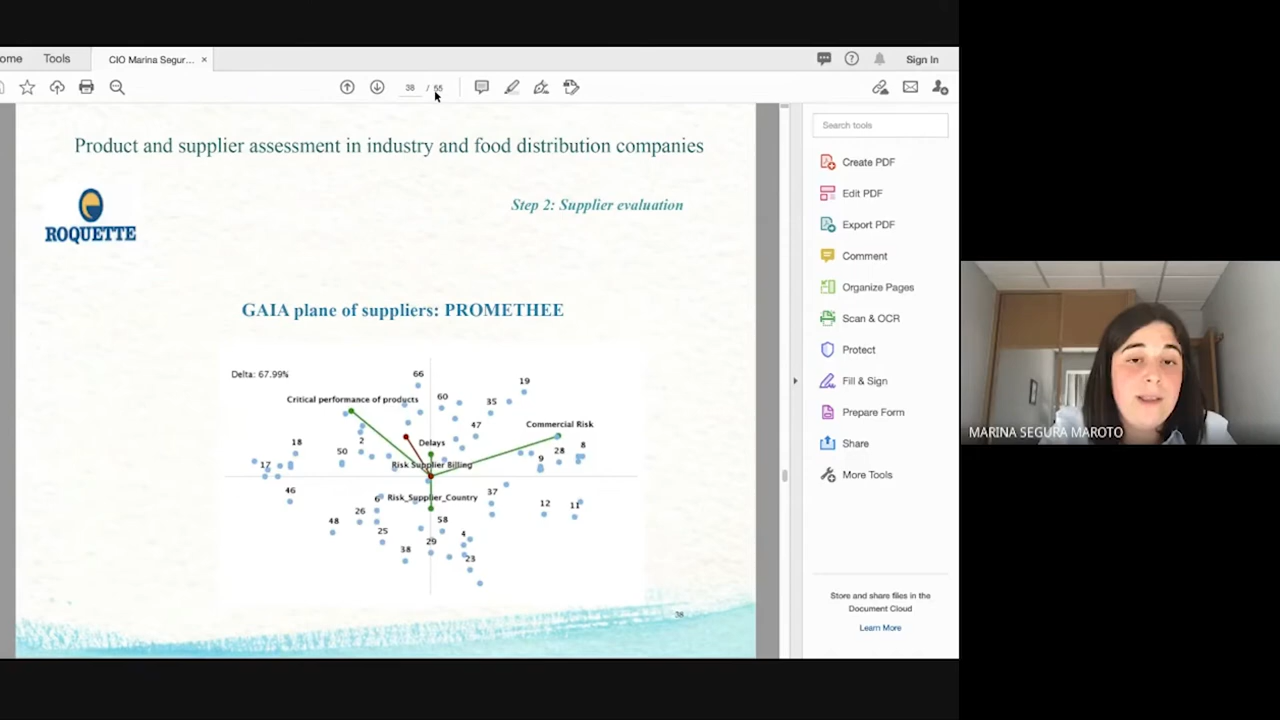 ome
Tools
CIO Marina Segur... ×
Sign In
38 / 55
Product and supplier assessment in industry and food distribution companies
ROQUETTE
Step 2: Supplier evaluation
GAIA plane of suppliers: PROMETHEE
Delta: 67.99%
66
19
Critical performance of products
60
35
Commercial Risk
47
2
Delays
18
50
8
28
9
17
Risk Supplier Billing
46
6
Risk_Supplier_Country
37
12
11
26
48
58
25
4
29
38
23
38
Search tools
Create PDF
Edit PDF
Export PDF
Comment
Organize Pages
Scan & OCR
Protect
Fill & Sign
Prepare Form
Share
More Tools
Store and share files in the
Document Cloud
Learn More
MARINA SEGURA MAROTO